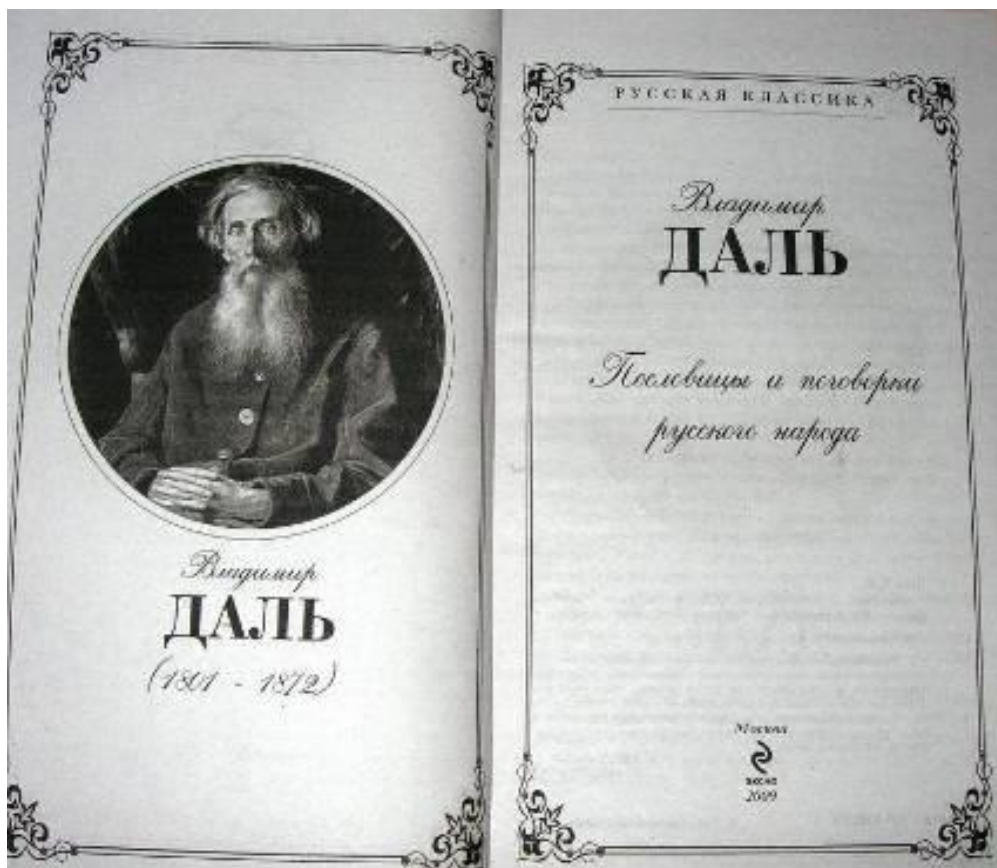 Владимир
ДАЛЬ
(1801 - 1872)
РУССКАЯ КЛАССИКА
Владимир
ДАЛЬ
Пословицы и поговорки
русского народа
Москва
ЭКСМО
2009